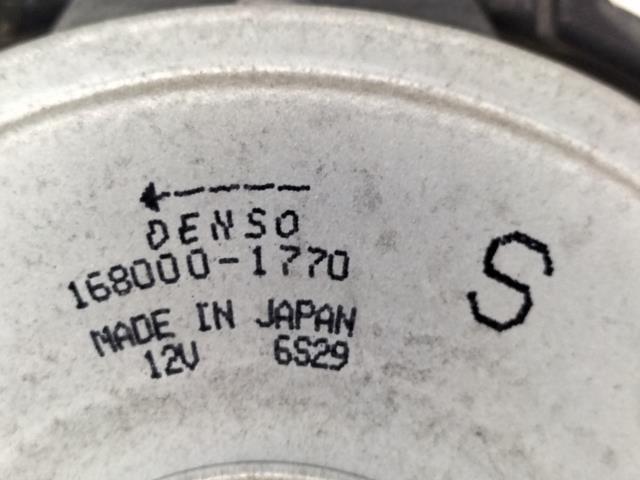 DENSO
168000-1770
MADE IN JAPAN
12V 6S29
S